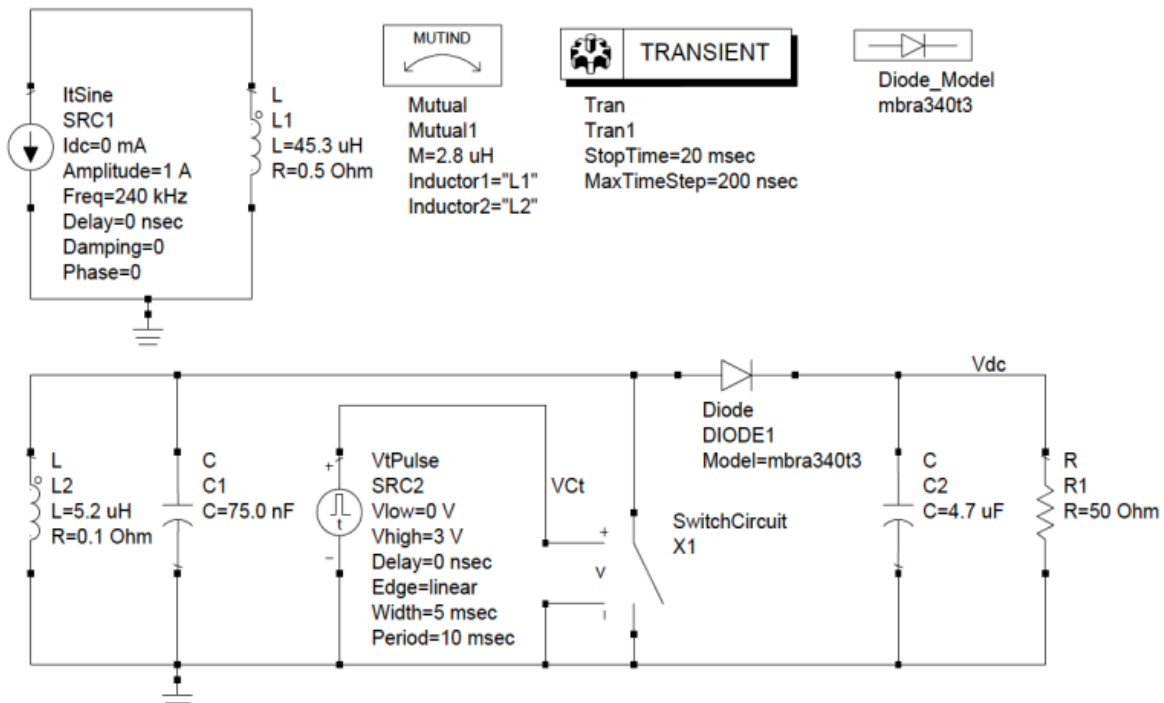 ItSine
SRC1
Idc=0 mA
Amplitude=1 A
Freq=240 kHz
Delay=0 nsec
Damping=0
Phase=0
L
L1
L=45.3 uH
R=0.5 Ohm
MUTIND
Mutual
Mutual1
M=2.8 uH
Inductor1="L1"
Inductor2="L2"
TRANSIENT
Tran
Tran1
StopTime=20 msec
MaxTimeStep=200 nsec
Diode_Model
mbra340t3
L
L2
L=5.2 uH
R=0.1 Ohm
C
C1
C=75.0 nF
+
t
–
VtPulse
SRC2
Vlow=0 V
Vhigh=3 V
Delay=0 nsec
Edge=linear
Width=5 msec
Period=10 msec
VCt
+
V
SwitchCircuit
X1
Diode
DIODE1
Model=mbra340t3
Vdc
C
C2
C=4.7 uF
R
R1
R=50 Ohm